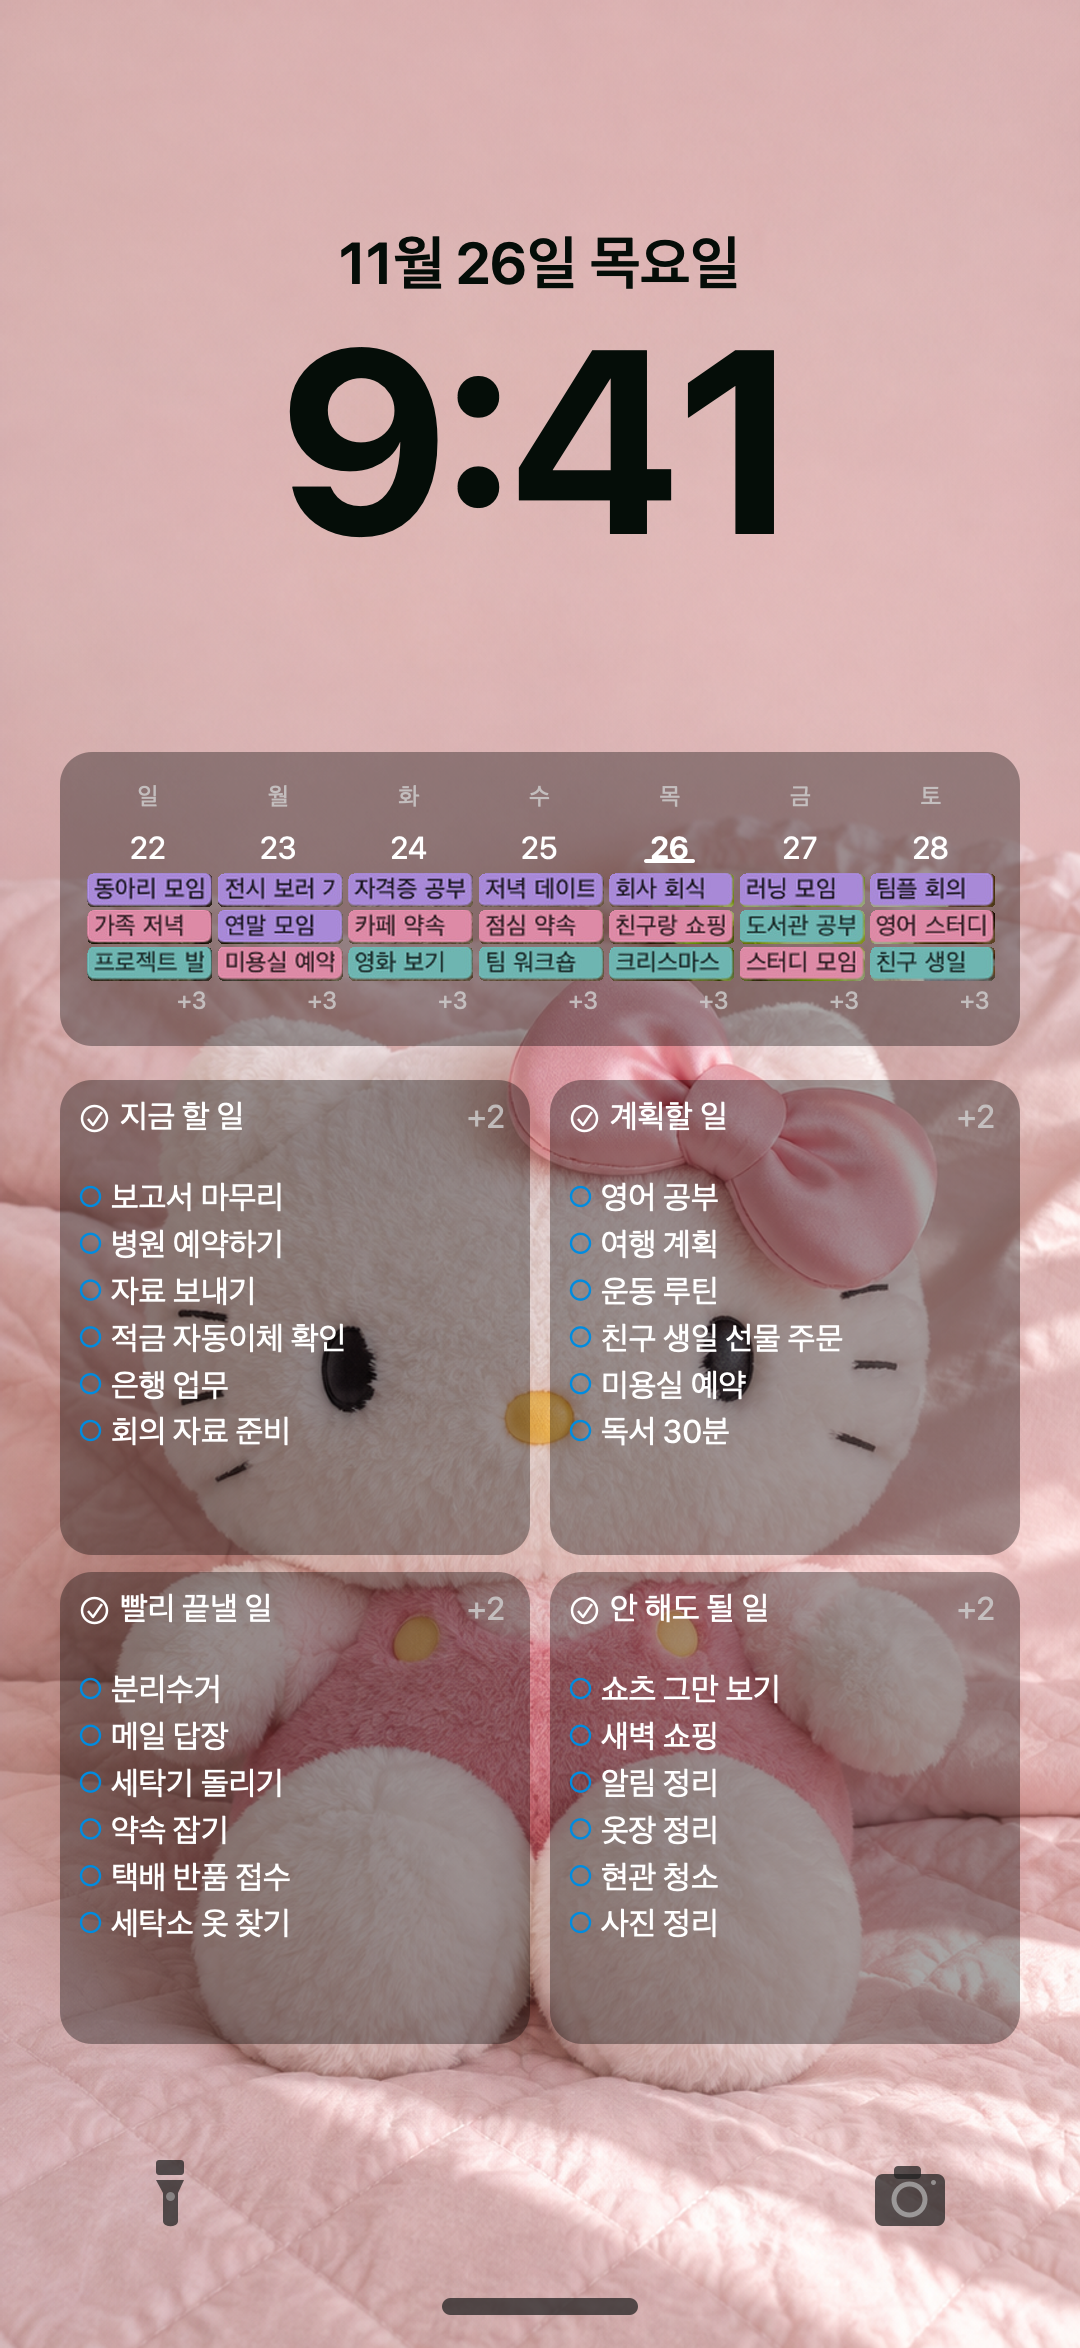 11월 26일 목요일
9:41
일 월 화 수 목 금 토
22 23 24 25 26 27 28
동아리 모임 전시 보러 자격증 공부 저녁 데이트 회사 회식 러닝 모임 팀플 회의
가족 저녁 연말 모임 카페 약속 점심 약속 친구랑 쇼핑 도서관 공부 영어 스터디
프로젝트 발 미용실 예약 영화 보기 팀 워크숍 크리스마스 스터디 모임 친구 생일
+3 +3 +3 +3 +3 +3 +3
지금 할 일 +2
보고서 마무리
병원 예약하기
자료 보내기
적금 자동이체 확인
은행 업무
회의 자료 준비
계획할 일 +2
영어 공부
여행 계획
운동 루틴
친구 생일 선물 주문
미용실 예약
독서 30분
빨리 끝낼 일 +2
분리수거
메일 답장
세탁기 돌리기
약속 잡기
택배 반품 접수
세탁소 옷 찾기
안 해도 될 일 +2
쇼츠 그만 보기
새벽 쇼핑
알림 정리
옷장 정리
현관 청소
사진 정리